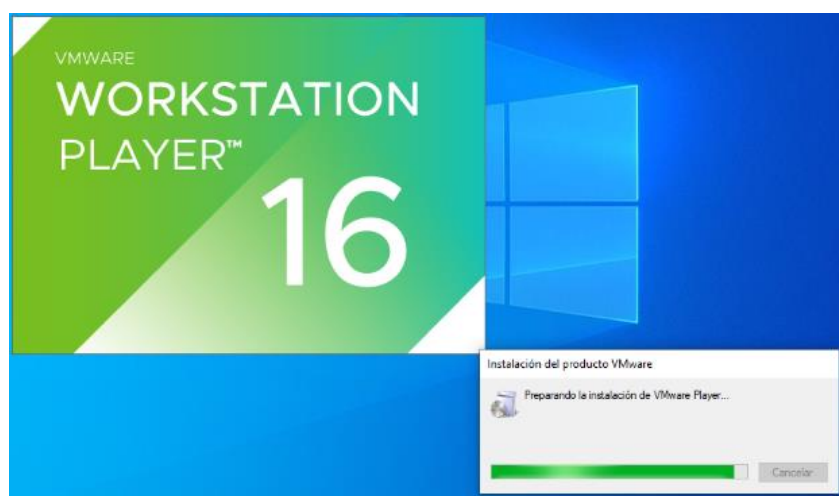 VMWARE
WORKSTATION
PLAYER™
16
Instalación del producto VMware
Preparando la instalación de VMware Player...
Cancelar